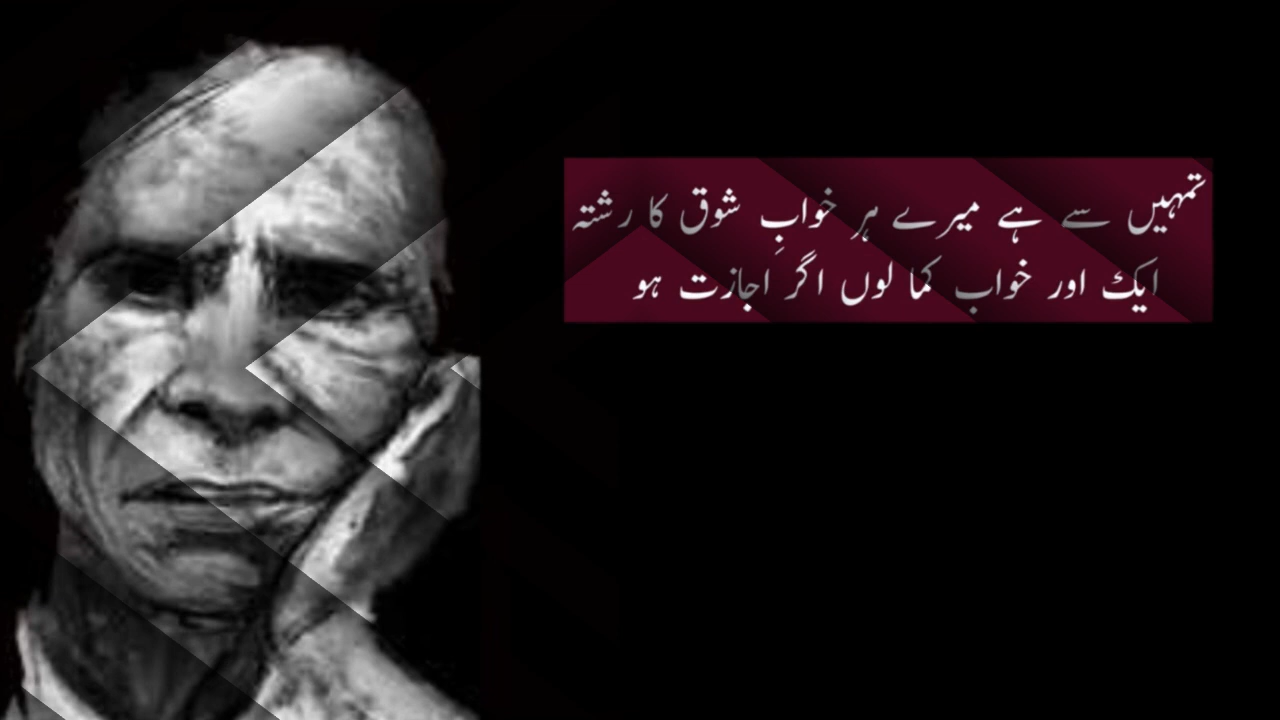 تمہیں سے ہے میرے ہر خوابِ شوق کا رشتہ
ایک اور خواب کما لوں اگر اجازت ہو